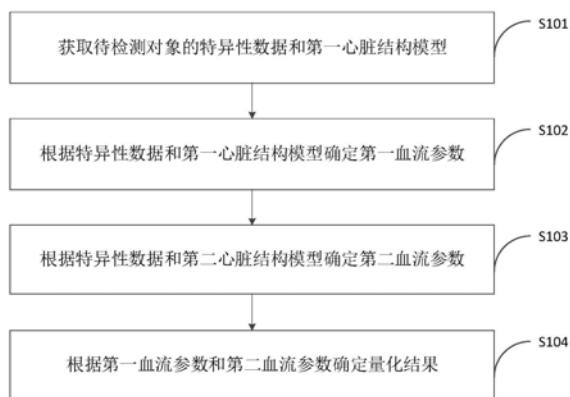 S101
获取待检测对象的特异性数据和第一心脏结构模型
S102
根据特异性数据和第一心脏结构模型确定第一血流参数
S103
根据特异性数据和第二心脏结构模型确定第二血流参数
S104
根据第一血流参数和第二血流参数确定量化结果